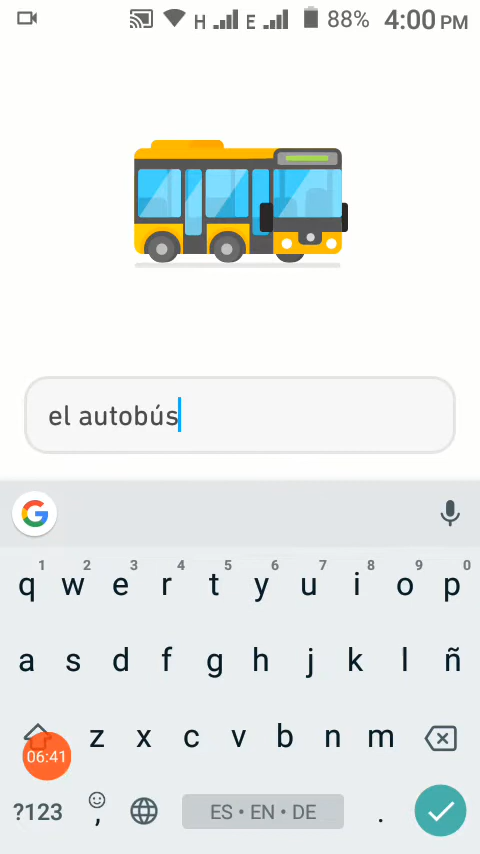 H E 88% 4:00 PM
el autobús
1 2 3 4 5 6 7 8 9 0
q w e r t y u i o p
a s d f g h j k l ñ
z x c v b n m
06:41
?123 , ES • EN • DE .